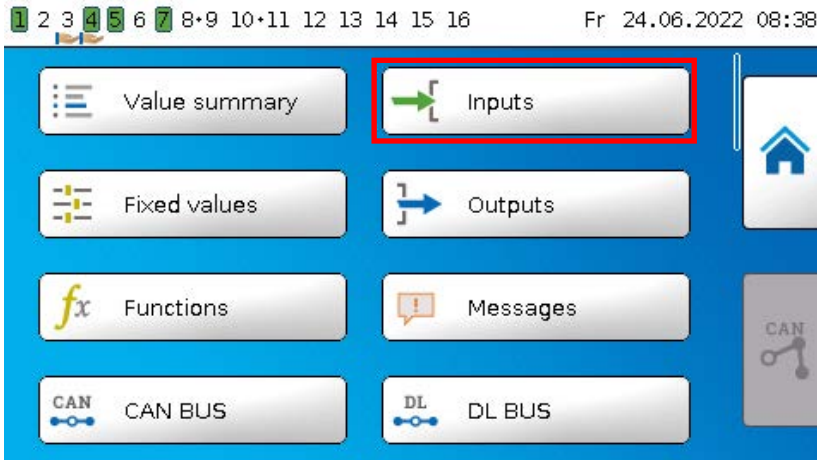 1 2 3 4 5 6 7 8·9 10·11 12 13 14 15 16 Fr 24.06.2022 08:38
Value summary
Inputs
Fixed values
Outputs
fx Functions
! Messages
CAN
CAN CAN BUS
DL DL BUS